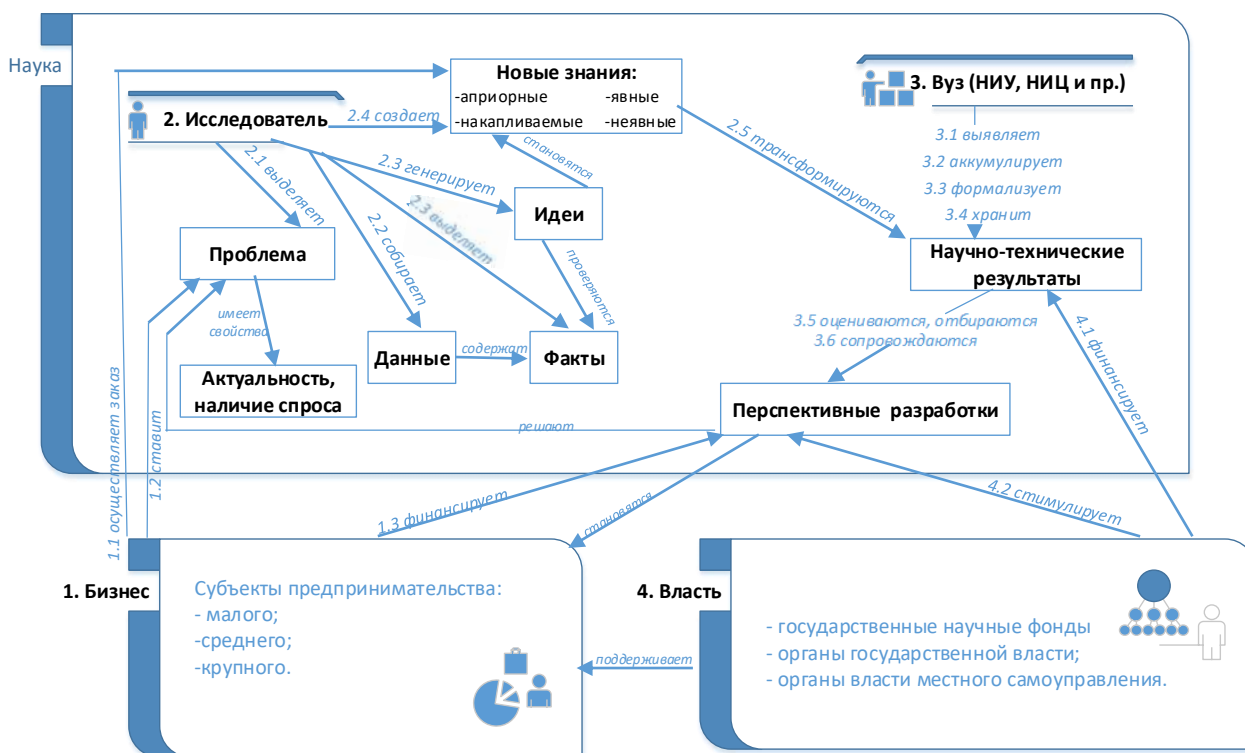 Наука
Новые знания:
-априорные
-явные
-накапливаемые
-неявные
2. Исследователь
2.4 создает
3. Вуз (НИУ, НИЦ и пр.)
3.1 выявляет
3.2 аккумулирует
3.3 формализует
3.4 хранит
2.5 трансформируются
становятся
2.1 выделяет
2.3 генерирует
2.2 собирает
2.3 выделяет
Идеи
проверяются
Проблема
имеет
свойства
Научно-технические
результаты
3.5 оцениваются, отбираются
3.6 сопровождаются
Данные
содержат
Факты
Актуальность,
наличие спроса
Перспективные разработки
решают
1.1 осуществляет заказ
1.2 ставит
1.3 финансирует
становятся
4.2 стимулирует
4.1 финансирует
1. Бизнес
Субъекты предпринимательства:
- малого;
-среднего;
-крупного.
поддерживает
4. Власть
- государственные научные фонды
- органы государственной власти;
- органы власти местного самоуправления.